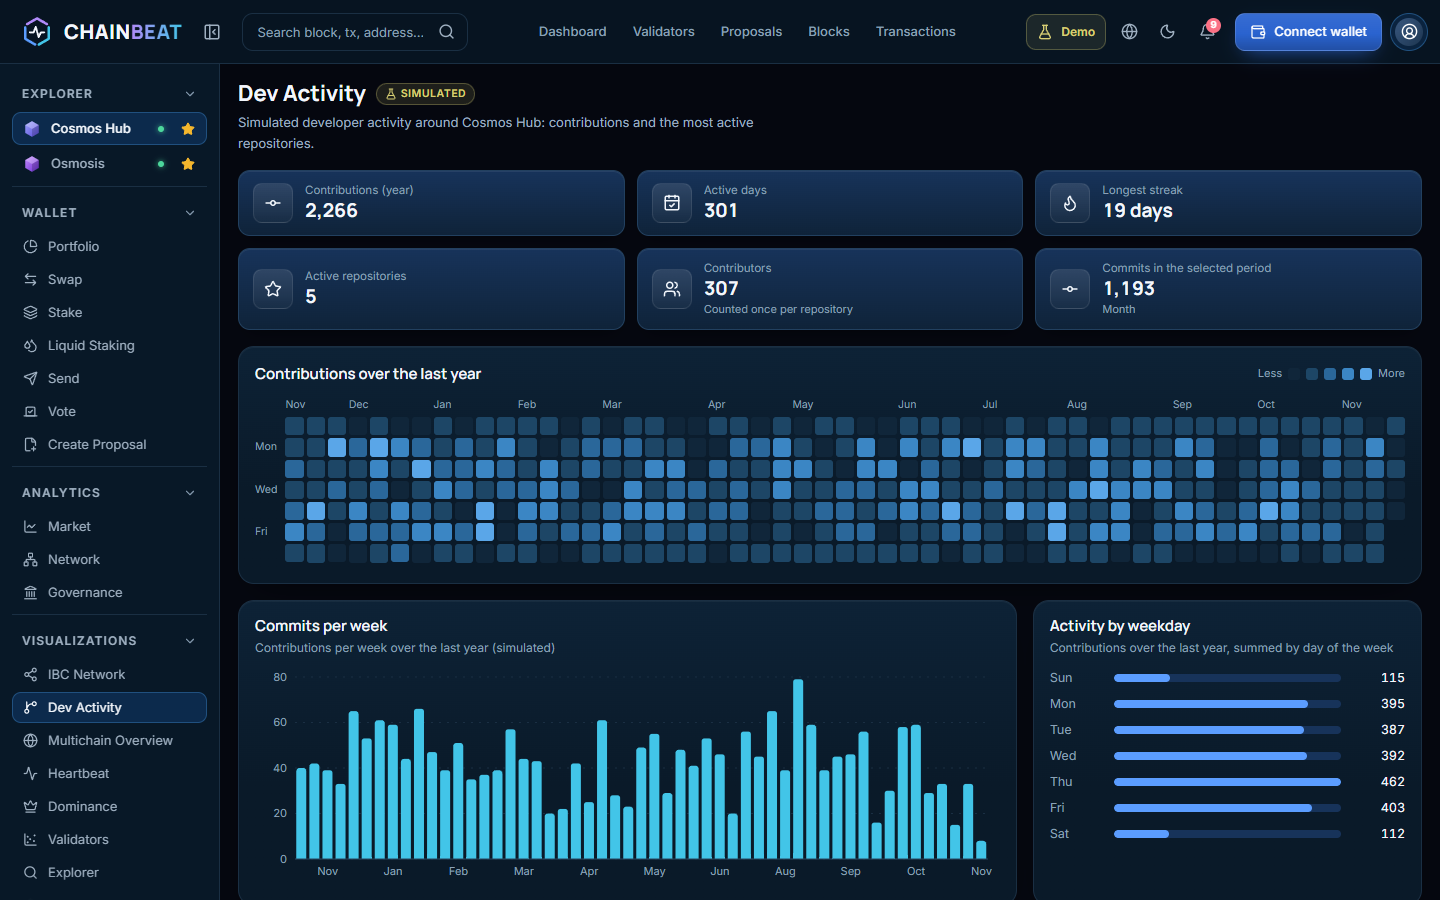 CHAINBEAT
Search block, tx, address...
Dashboard
Validators
Proposals
Blocks
Transactions
Demo
9
Connect wallet
EXPLORER
Cosmos Hub
Osmosis
WALLET
Portfolio
Swap
Stake
Liquid Staking
Send
Vote
Create Proposal
ANALYTICS
Market
Network
Governance
VISUALIZATIONS
IBC Network
Dev Activity
Multichain Overview
Heartbeat
Dominance
Validators
Explorer
Dev Activity
SIMULATED
Simulated developer activity around Cosmos Hub: contributions and the most active
repositories.
Contributions (year)
2,266
Active days
301
Longest streak
19 days
Active repositories
5
Contributors
307
Counted once per repository
Commits in the selected period
1,193
Month
Contributions over the last year
Less
More
Nov Dec Jan Feb Mar Apr May Jun Jul Aug Sep Oct Nov
Mon
Wed
Fri
Commits per week
Contributions per week over the last year (simulated)
80
60
40
20
0
Nov Jan Feb Mar Apr May Jun Aug Sep Oct Nov
Activity by weekday
Contributions over the last year, summed by day of the week
Sun 115
Mon 395
Tue 387
Wed 392
Thu 462
Fri 403
Sat 112